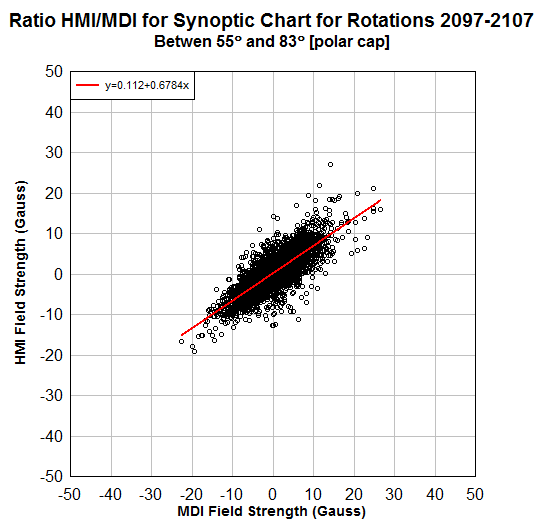 Ratio HMI/MDI for Synoptic Chart for Rotations 2097-2107
Betwen 55° and 83° [polar cap]
y=0.112+0.6784x
50
40
30
20
10
0
-10
-20
-30
-40
-50
HMI Field Strength (Gauss)
-50 -40 -30 -20 -10 0 10 20 30 40 50
MDI Field Strength (Gauss)